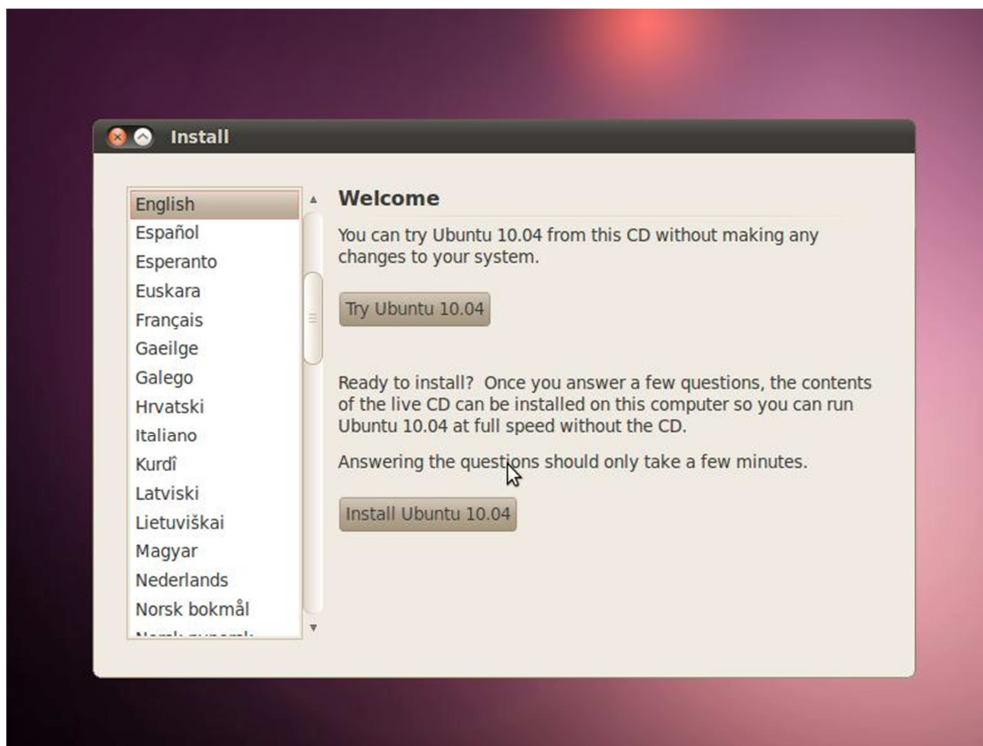 Install
English
Español
Esperanto
Euskara
Français
Gaeilge
Galego
Hrvatski
Italiano
Kurdî
Latviski
Lietuviškai
Magyar
Nederlands
Norsk bokmål
Welcome
You can try Ubuntu 10.04 from this CD without making any
changes to your system.
Try Ubuntu 10.04
Ready to install?  Once you answer a few questions, the contents
of the live CD can be installed on this computer so you can run
Ubuntu 10.04 at full speed without the CD.
Answering the questions should only take a few minutes.
Install Ubuntu 10.04